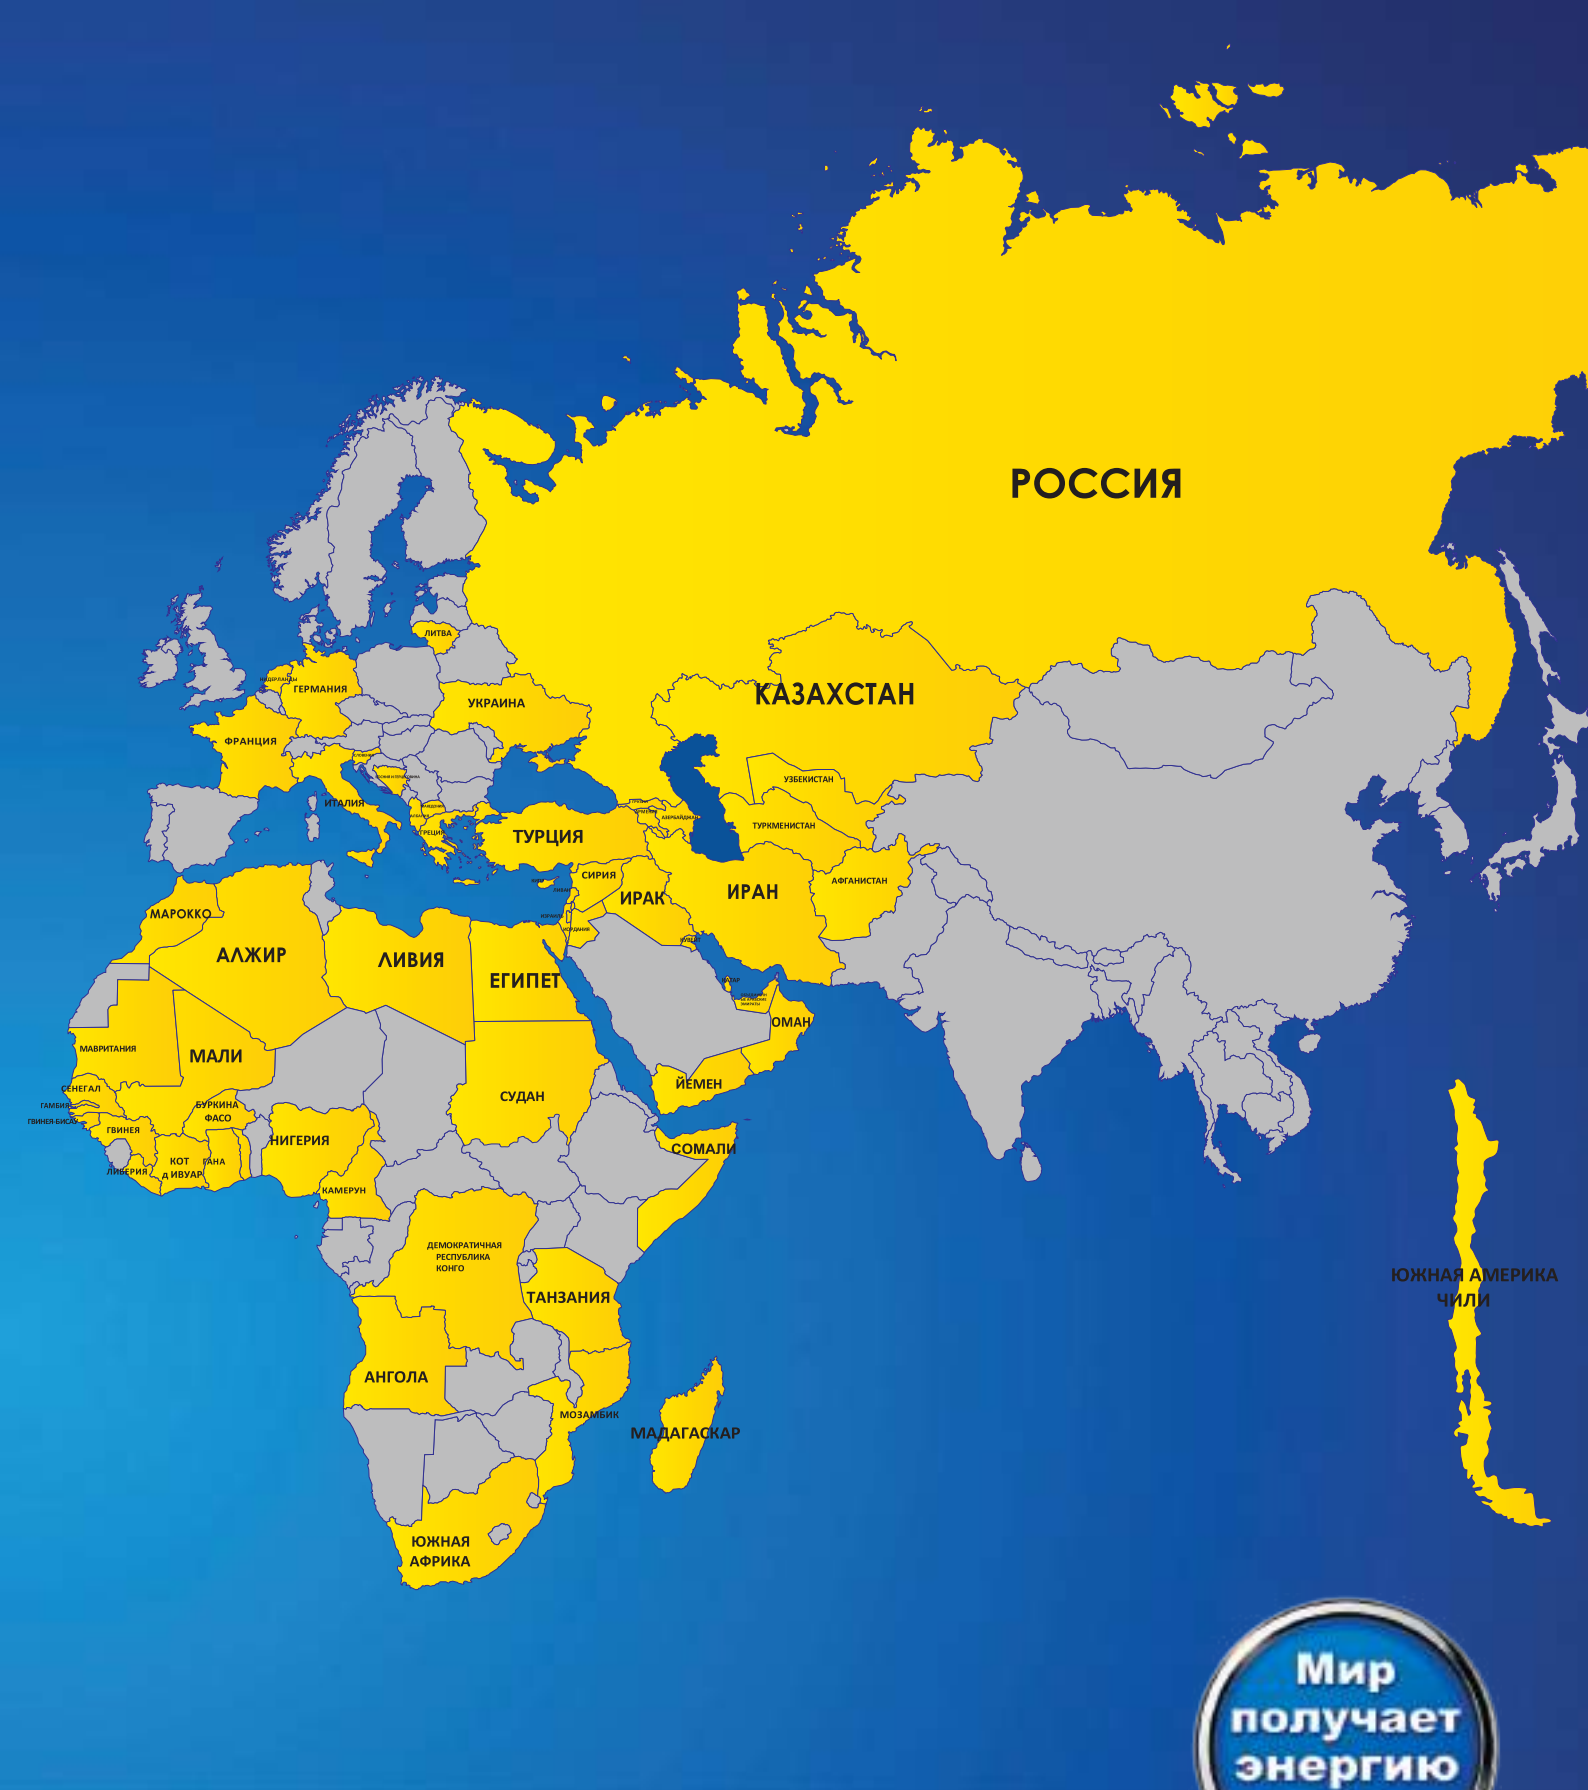 РОССИЯ
ЛИТВА
НИДЕРЛАНДЫ
ГЕРМАНИЯ
УКРАИНА
КАЗАХСТАН
ФРАНЦИЯ
УЗБЕКИСТАН
ИТАЛИЯ
ГРЕЦИЯ
ТУРЦИЯ
АЗЕРБАЙДЖАН
ТУРКМЕНИСТАН
СИРИЯ
ИРАК
ИРАН
АФГАНИСТАН
ИЗРАИЛЬ
ИОРДАНИЯ
КУВЕЙТ
МАРОККО
АЛЖИР
ЛИВИЯ
ЕГИПЕТ
КАТАР
ОМАН
МАВРИТАНИЯ
МАЛИ
СУДАН
ЙЕМЕН
СЕНЕГАЛ
ГАМБИЯ
ГВИНЕЯ-БИСАУ
БУРКИНА
ФАСО
ГВИНЕЯ
НИГЕРИЯ
СОМАЛИ
ЛИБЕРИЯ
КОТ
д ИВУАР
ГАНА
КАМЕРУН
ДЕМОКРАТИЧНАЯ
РЕСПУБЛИКА
КОНГО
ТАНЗАНИЯ
ЮЖНАЯ АМЕРИКА
ЧИЛИ
АНГОЛА
МОЗАМБИК
МАДАГАСКАР
ЮЖНАЯ
АФРИКА
Мир
получает
энергию